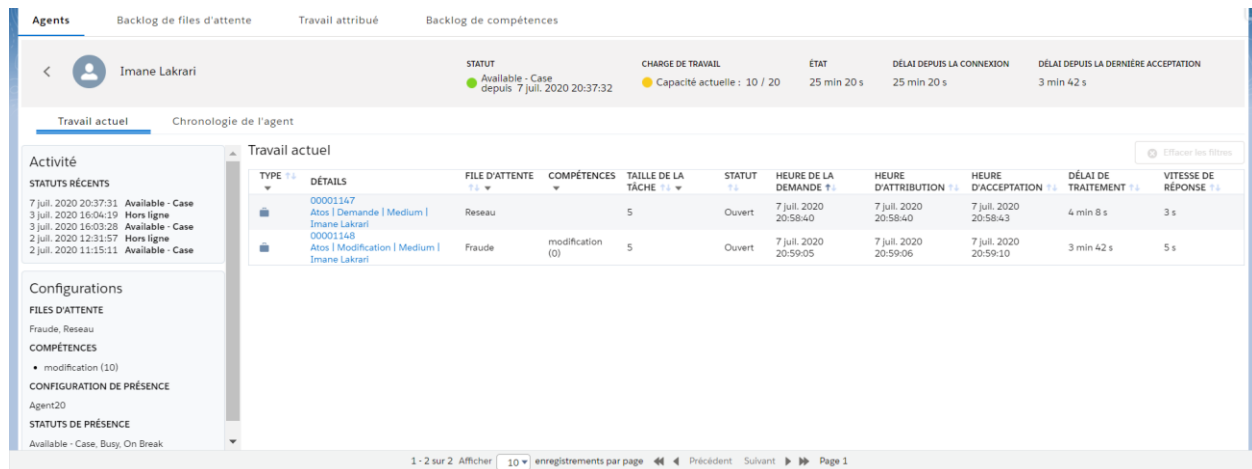 Agents Backlog de files d'attente Travail attribué Backlog de compétences
Imane Lakrari
STATUT
Available - Case
depuis 7 juil. 2020 20:37:32
CHARGE DE TRAVAIL
Capacité actuelle : 10 / 20
ÉTAT
25 min 20 s
DÉLAI DEPUIS LA CONNEXION
25 min 20 s
DÉLAI DEPUIS LA DERNIÈRE ACCEPTATION
3 min 42 s
Travail actuel Chronologie de l'agent
Activité
STATUTS RÉCENTS
7 juil. 2020 20:37:31 Available - Case
3 juil. 2020 16:04:19 Hors ligne
3 juil. 2020 16:03:28 Available - Case
2 juil. 2020 12:31:57 Hors ligne
2 juil. 2020 11:15:11 Available - Case
Configurations
FILES D'ATTENTE
Fraude, Reseau
COMPÉTENCES
• modification (10)
CONFIGURATION DE PRÉSENCE
Agent20
STATUTS DE PRÉSENCE
Available - Case, Busy, On Break
Travail actuel
Effacer les filtres
TYPE DÉTAILS FILE D'ATTENTE COMPÉTENCES TAILLE DE LA TÂCHE STATUT HEURE DE LA DEMANDE HEURE D'ATTRIBUTION HEURE D'ACCEPTATION DÉLAI DE TRAITEMENT VITESSE DE RÉPONSE
00001147
Atos | Demande | Medium |
Imane Lakrari
Reseau 5 Ouvert 7 juil. 2020 20:58:40 7 juil. 2020 20:58:40 7 juil. 2020 20:58:43 4 min 8 s 3 s
00001148
Atos | Modification | Medium |
Imane Lakrari
Fraude modification (0) 5 Ouvert 7 juil. 2020 20:59:05 7 juil. 2020 20:59:06 7 juil. 2020 20:59:10 3 min 42 s 5 s
1 - 2 sur 2 Afficher 10 enregistrements par page Précédent Suivant Page 1